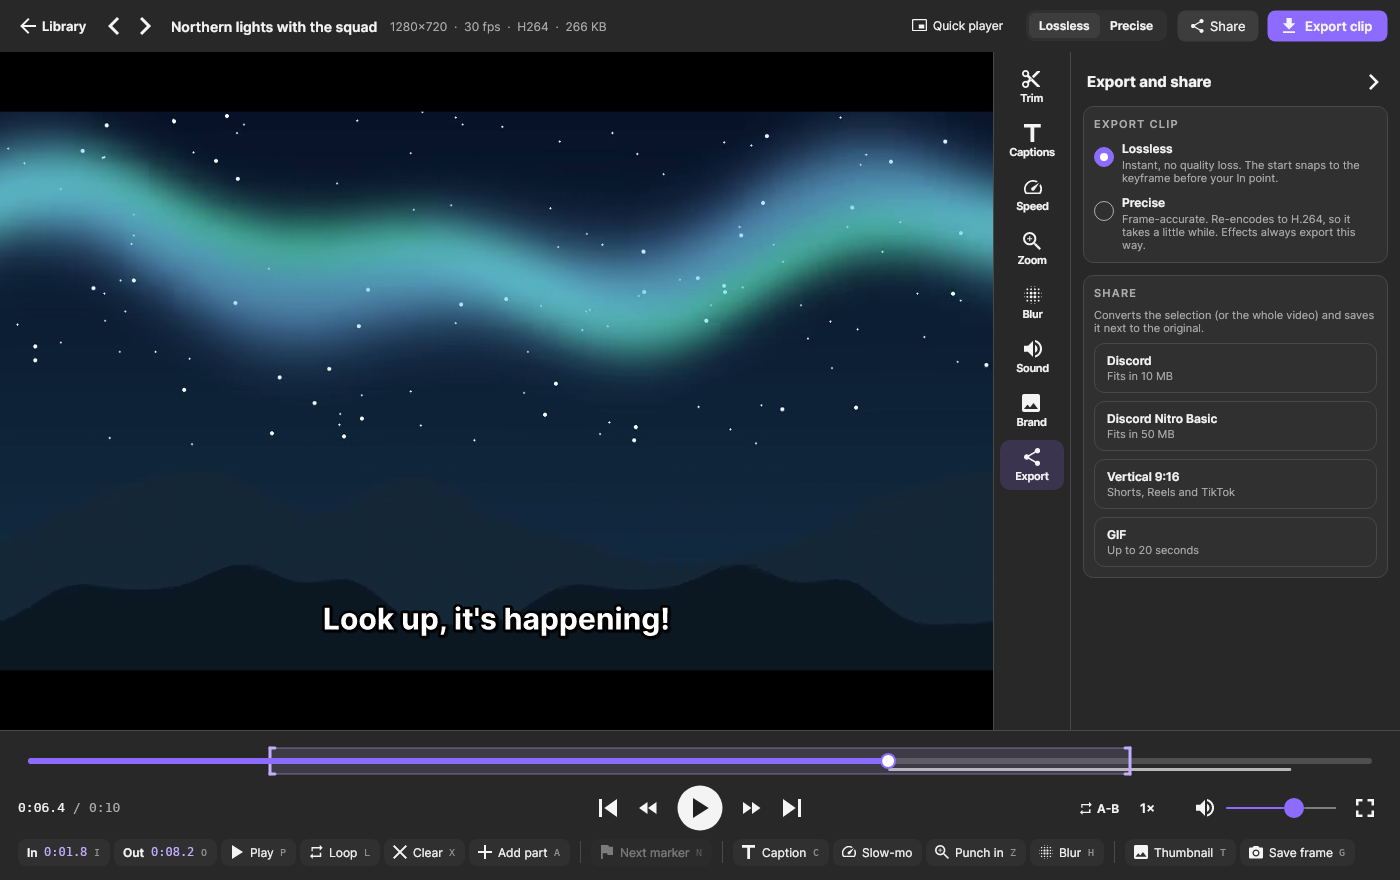 Library
Northern lights with the squad
1280×720 · 30 fps · H264 · 266 KB
Quick player
Lossless
Precise
Share
Export clip
Trim
Captions
Speed
Zoom
Blur
Sound
Brand
Export
Export and share
EXPORT CLIP
Lossless
Instant, no quality loss. The start snaps to the
keyframe before your In point.
Precise
Frame-accurate. Re-encodes to H.264, so it
takes a little while. Effects always export this
way.
SHARE
Converts the selection (or the whole video) and saves
it next to the original.
Discord
Fits in 10 MB
Discord Nitro Basic
Fits in 50 MB
Vertical 9:16
Shorts, Reels and TikTok
GIF
Up to 20 seconds
Look up, it's happening!
0:06.4 / 0:10
A-B
1×
In 0:01.8 I
Out 0:08.2 O
Play P
Loop L
Clear X
Add part A
Next marker N
Caption C
Slow-mo
Punch in Z
Blur H
Thumbnail T
Save frame G